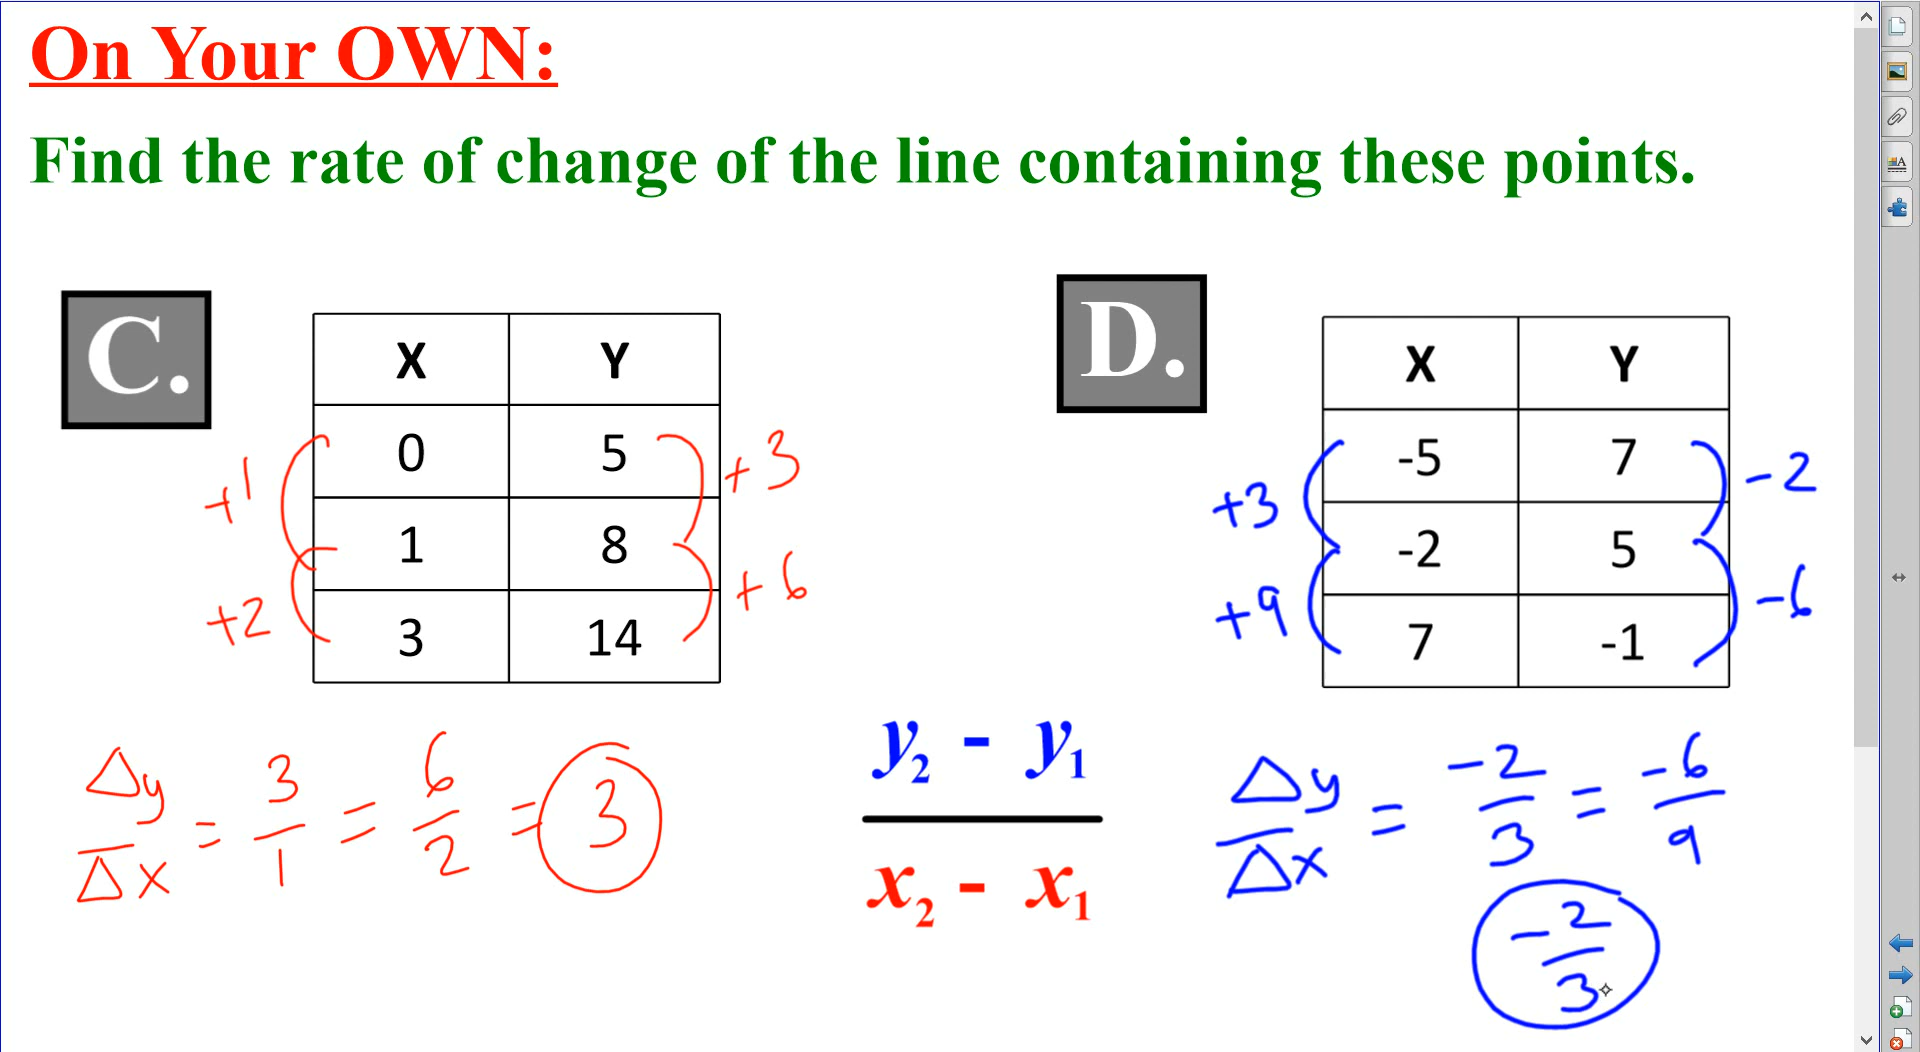 On Your OWN:
Find the rate of change of the line containing these points.
C.
X Y
0 5
1 8
3 14
+1
+2
+3
+6
Δy/Δx = 3/1 = 6/2 = 3
y₂ - y₁
x₂ - x₁
D.
X Y
-5 7
-2 5
7 -1
+3
+9
-2
-6
Δy/Δx = -2/3 = -6/9
-2/3